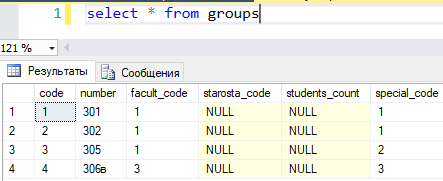 1 select * from groups
121 %
Результаты Сообщения
code number facult_code starosta_code students_count special_code
1 1 301 1 NULL NULL 1
2 2 302 1 NULL NULL 1
3 3 305 1 NULL NULL 2
4 4 306в 3 NULL NULL 3